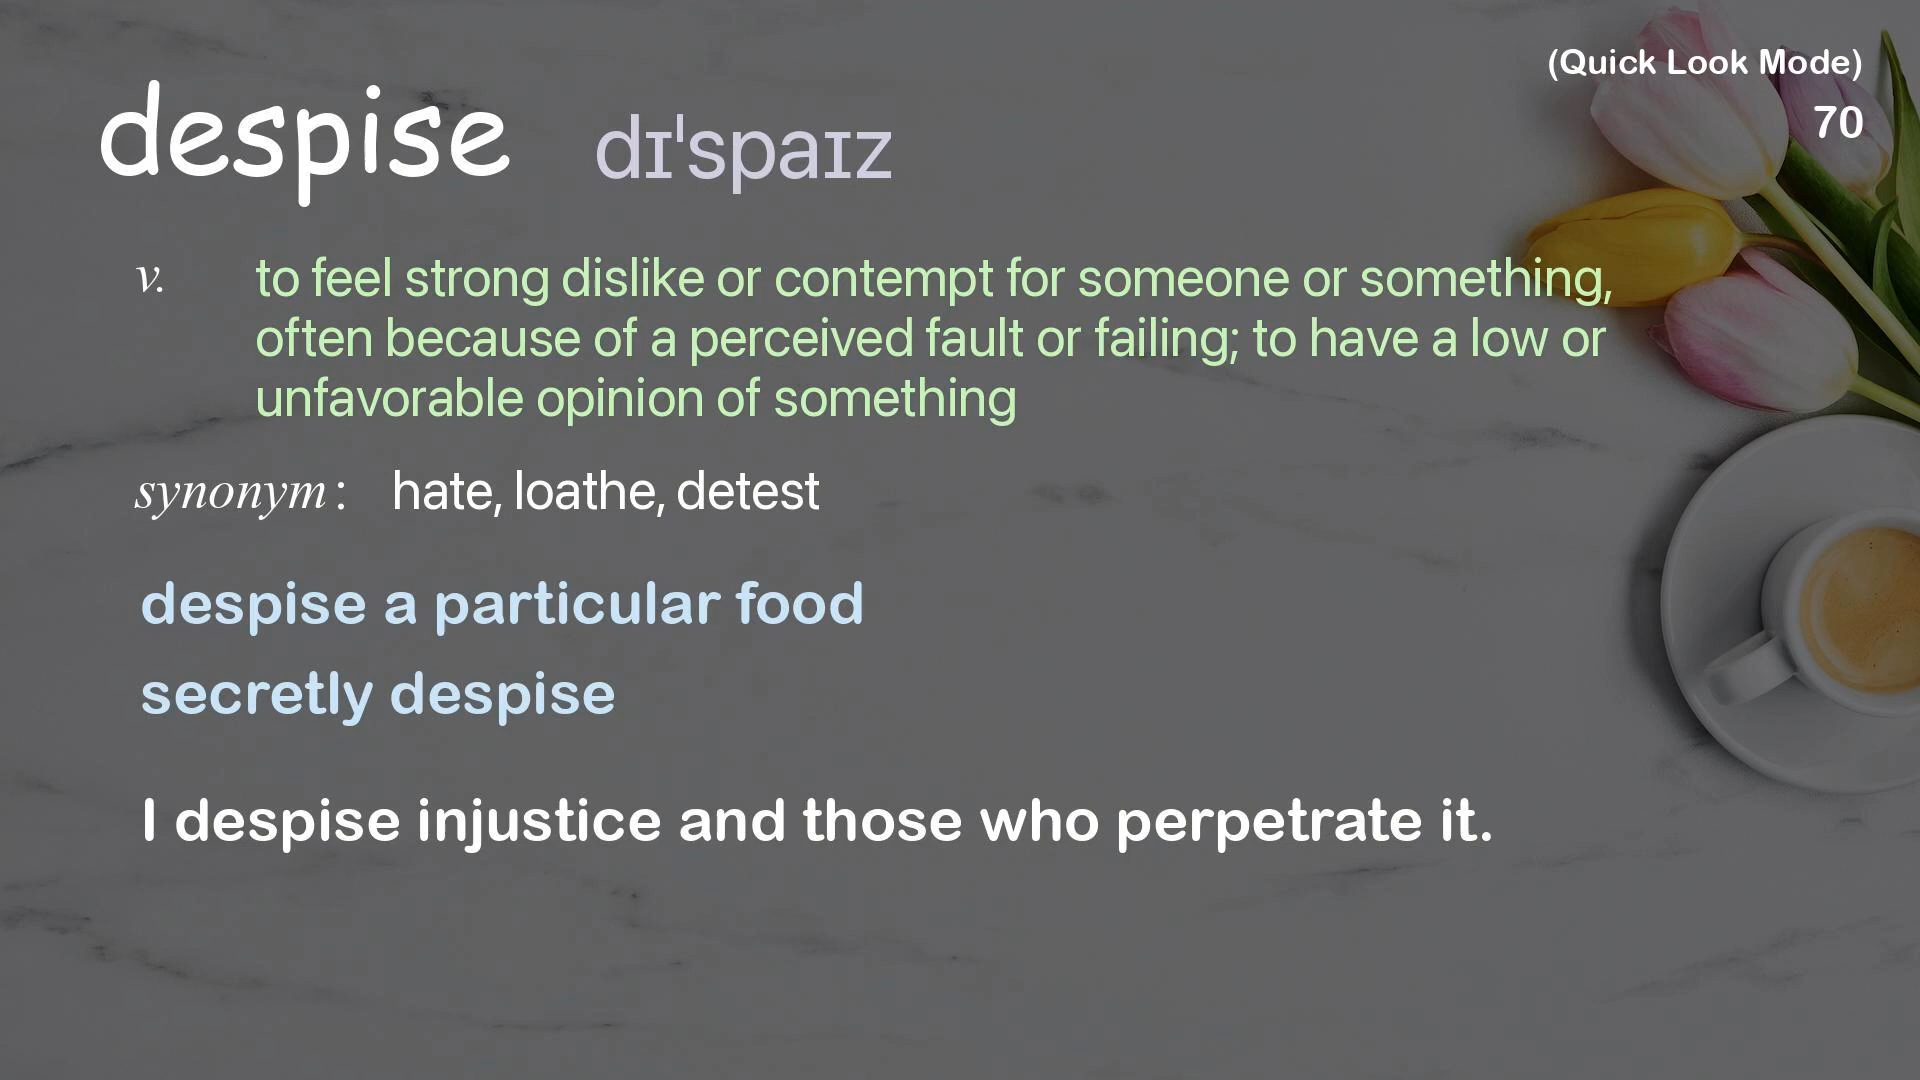 (Quick Look Mode)
70
despise dɪˈspaɪz
v. to feel strong dislike or contempt for someone or something,
often because of a perceived fault or failing; to have a low or
unfavorable opinion of something
synonym: hate, loathe, detest
despise a particular food
secretly despise
I despise injustice and those who perpetrate it.